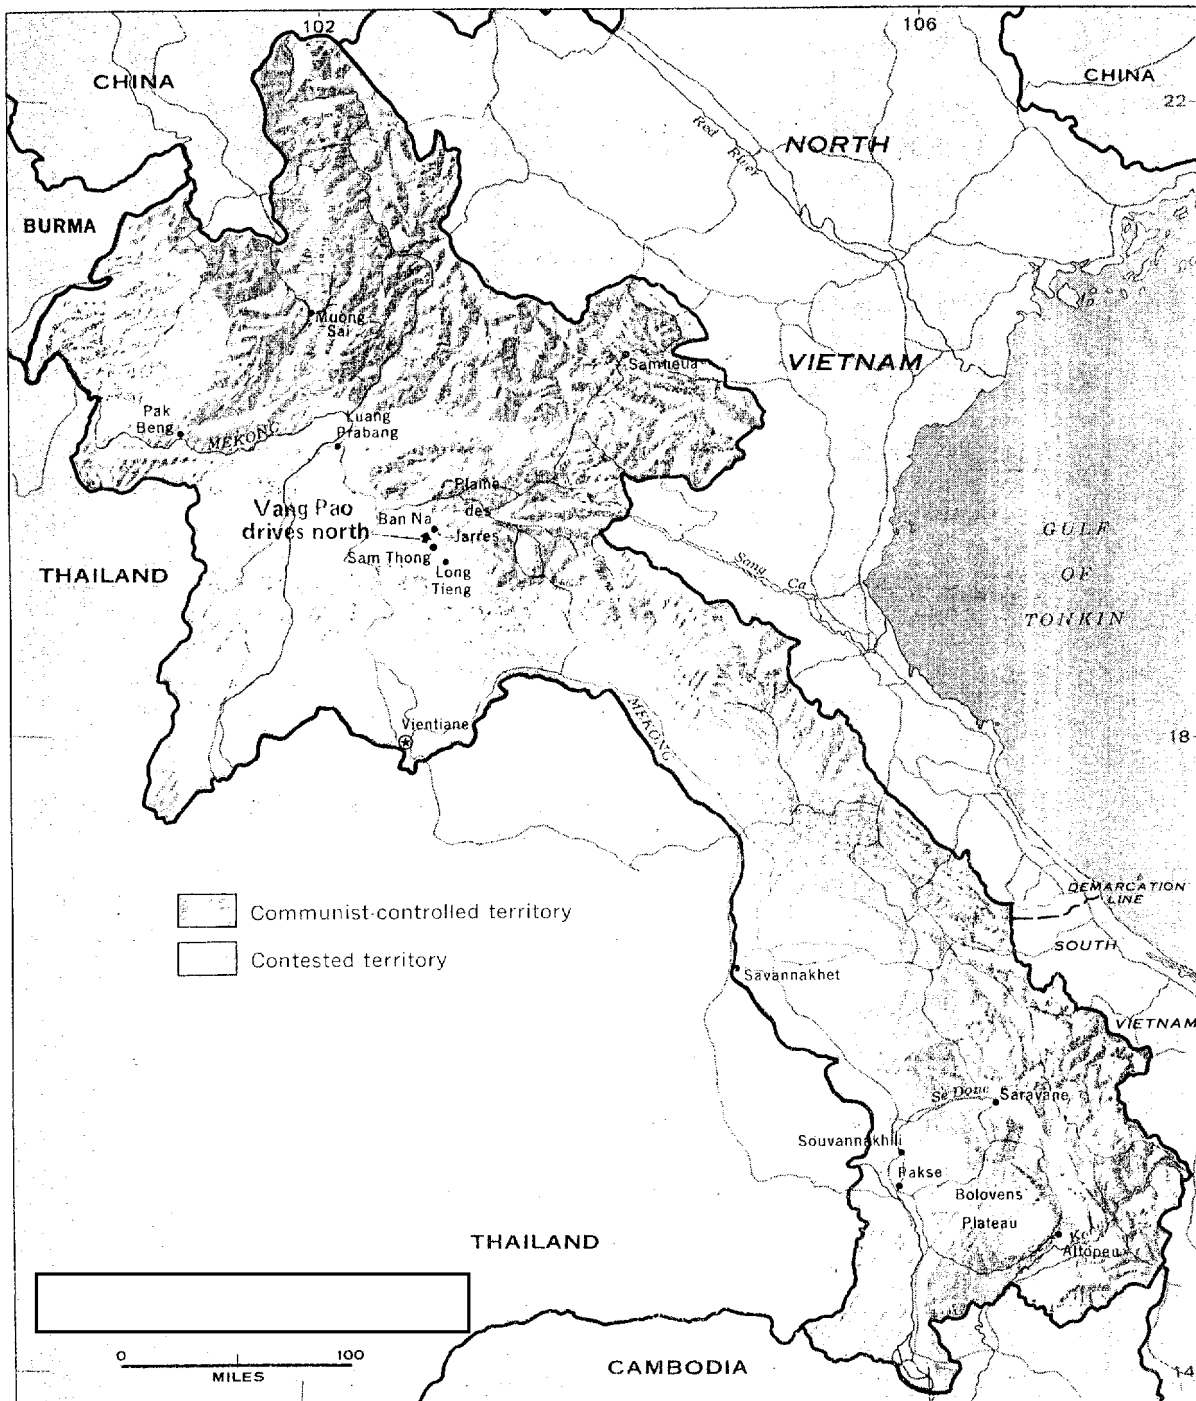 102
106
CHINA
CHINA
22
Red
River
NORTH
BURMA
Muong
Sai
VIETNAM
Samneua
Pak
Beng
MEKONG
Luang
Prabang
Plaine
des
Jarres
Vang Pao
drives north
Ban Na
Sam Thong
Long
Tieng
GULF
OF
TONKIN
THAILAND
Song Ca
Vientiane
MEKONG
18
Communist-controlled territory
Contested territory
DEMARCATION
LINE
SOUTH
VIETNAM
Savannakhet
Se Done
Saravane
Souvannakhili
Pakse
Bolovens
Plateau
Attopeu
THAILAND
0 100
MILES
CAMBODIA
14